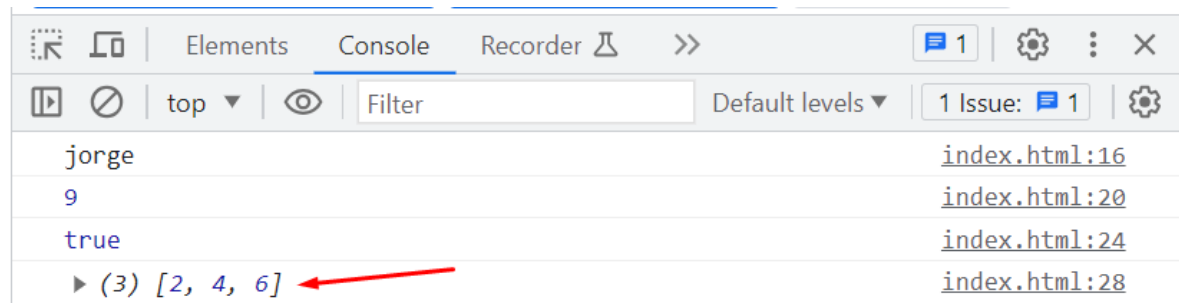 Elements Console Recorder 1
top Filter Default levels 1 Issue: 1
jorge index.html:16
9 index.html:20
true index.html:24
(3) [2, 4, 6] index.html:28